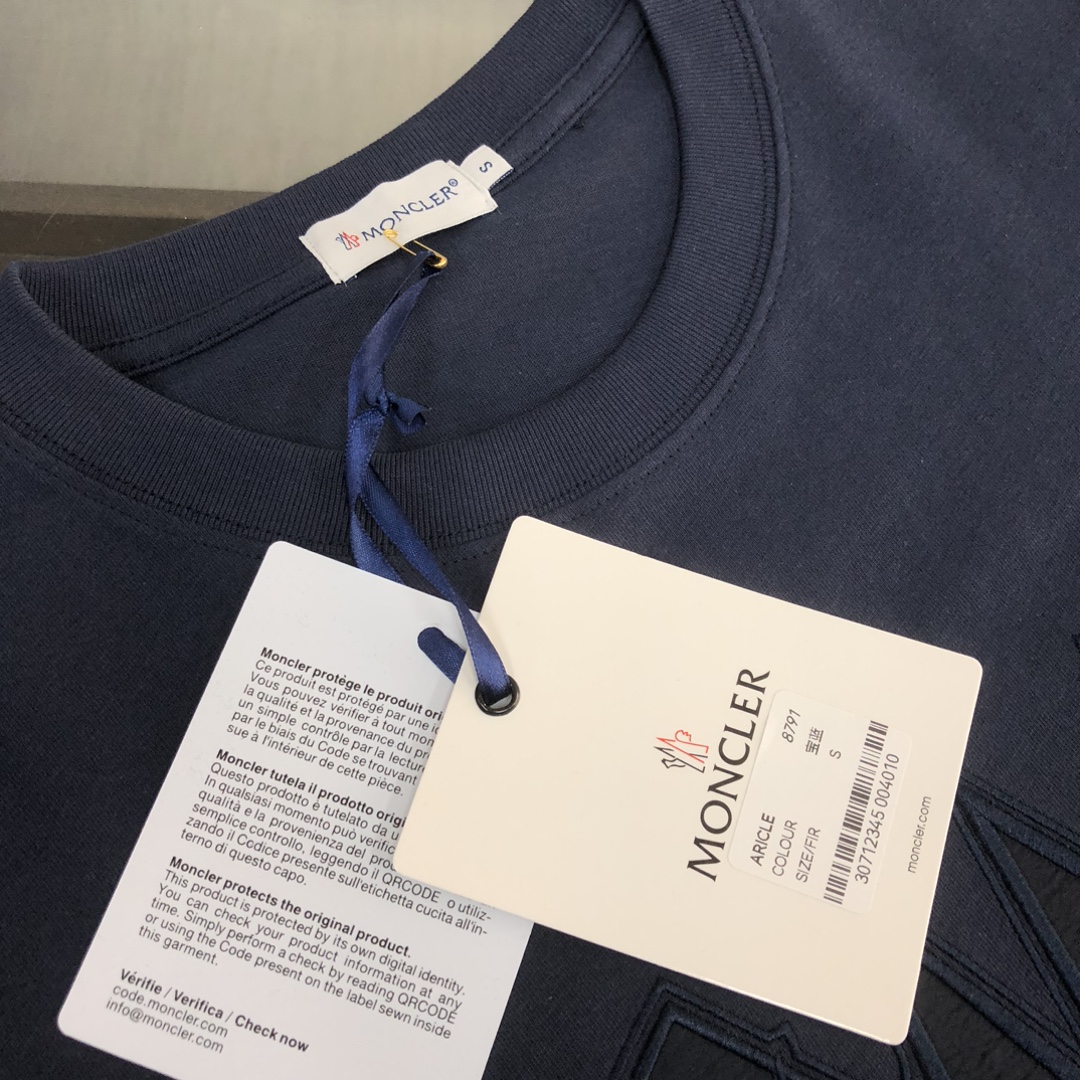 S
MONCLER®
Moncler protège le produit ori
Ce produit est protégé par une
Vous pouvez vérifier à tout mom
la qualité et la provenance du pr
un simple contrôle par la lectur
par le biais du Code se trouvant
sue à l'intérieur de cette pièce.
Moncler tutela il prodotto orig
Questo prodotto è tutelato da
In qualsiasi momento può verific
qualità e la provenienza del prod
semplice controllo, leggendo il QRCODE o utiliz-
zando il Codice presente sull'etichetta cucita all'in-
terno di questo capo.
Moncler protects the original product.
This product is protected by its own digital identity.
You can check your product information at any
time. Simply perform a check by reading QRCODE
or using the Code present on the label sewn inside
this garment.
Vérifie / Verifica / Check now
code.moncler.com
info@moncler.com
MONCLER
ARICLE 8791
COLOUR 宝蓝
SIZE/FIR S
30712345 004010
moncler.com